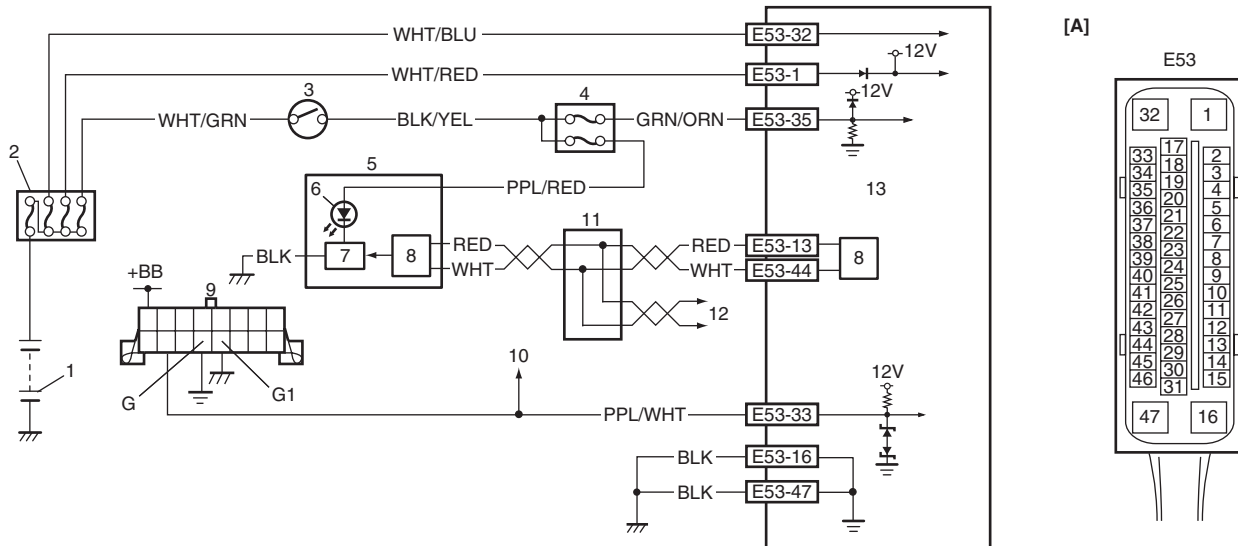 WHT/BLU E53-32 12V
WHT/RED E53-1
3 4 12V
WHT/GRN BLK/YEL GRN/ORN E53-35
2 5 PPL/RED 13
6 11
RED RED E53-13
BLK 7 8 WHT WHT E53-44 8
+BB
9 12
1 10 12V
G G1 PPL/WHT E53-33
BLK E53-16
BLK E53-47
[A]
E53
32 1
17
33 2
18
34 3
19
35 4
20
36 5
21
37 6
22
38 7
23
39 8
24
40 9
25
41 10
26
42 11
27
43 12
28
44 13
29
45 14
30
46 15
31
47 16